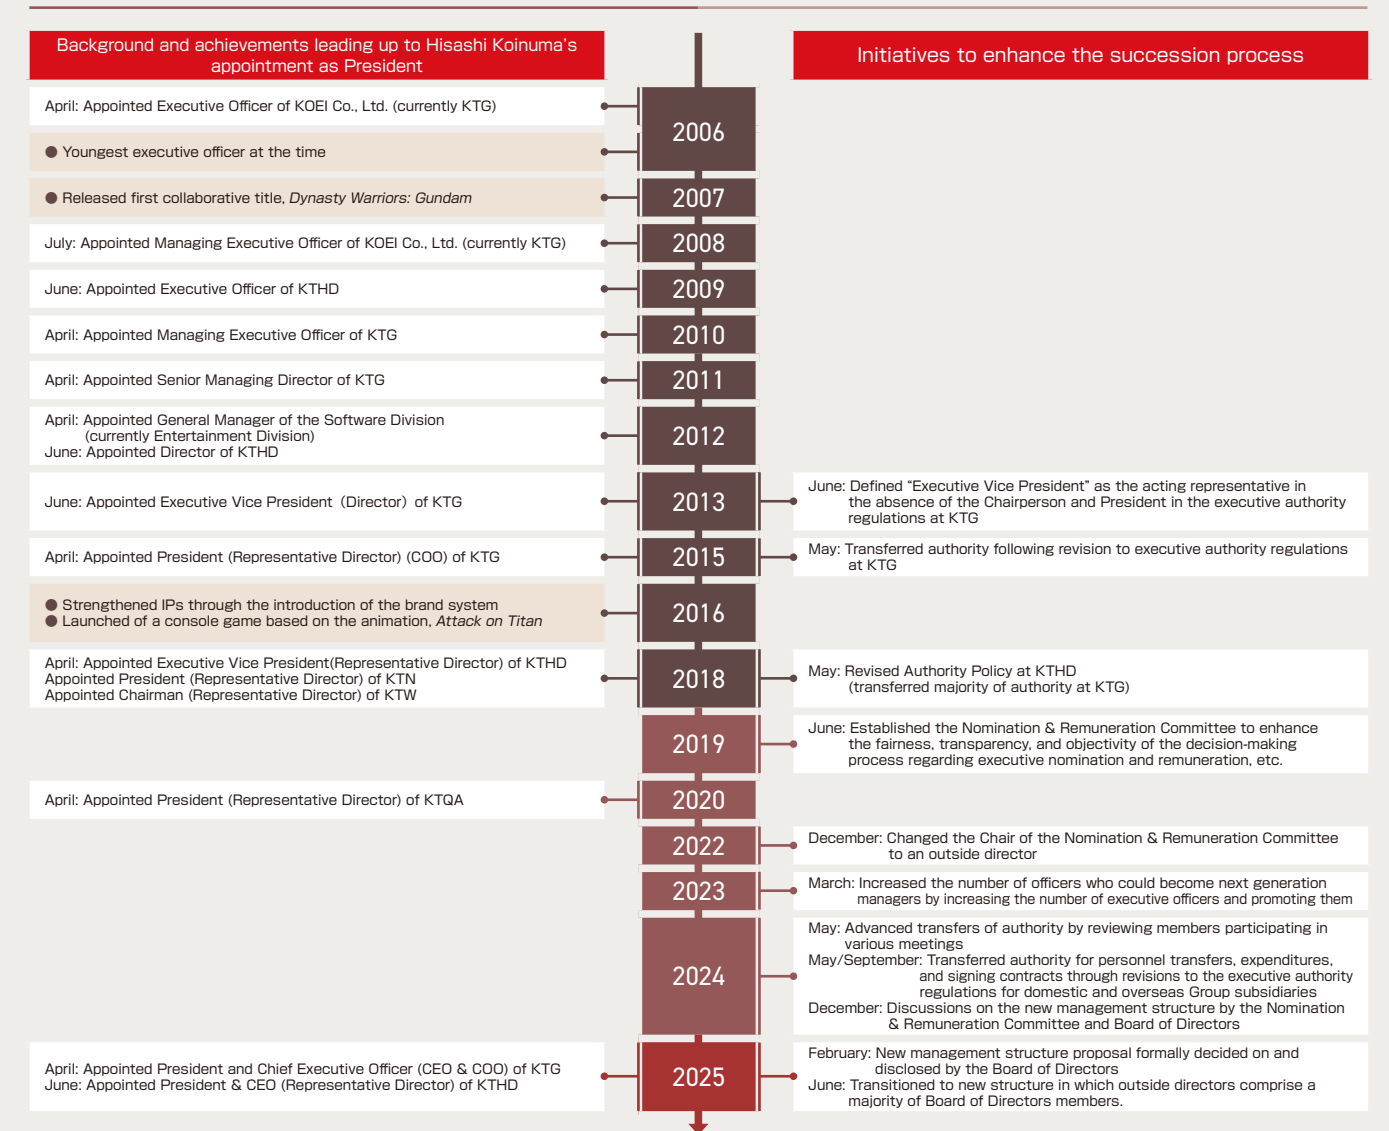 Background and achievements leading up to Hisashi Koinuma's
appointment as President
Initiatives to enhance the succession process
April: Appointed Executive Officer of KOEI Co., Ltd. (currently KTG)
2006
● Youngest executive officer at the time
● Released first collaborative title, Dynasty Warriors: Gundam
2007
July: Appointed Managing Executive Officer of KOEI Co., Ltd. (currently KTG)
2008
June: Appointed Executive Officer of KTHD
2009
April: Appointed Managing Executive Officer of KTG
2010
April: Appointed Senior Managing Director of KTG
2011
April: Appointed General Manager of the Software Division
(currently Entertainment Division)
June: Appointed Director of KTHD
2012
June: Appointed Executive Vice President (Director) of KTG
2013
June: Defined “Executive Vice President” as the acting representative in
the absence of the Chairperson and President in the executive authority
regulations at KTG
April: Appointed President (Representative Director) (COO) of KTG
2015
May: Transferred authority following revision to executive authority regulations
at KTG
● Strengthened IPs through the introduction of the brand system
● Launched of a console game based on the animation, Attack on Titan
2016
April: Appointed Executive Vice President(Representative Director) of KTHD
Appointed President (Representative Director) of KTN
Appointed Chairman (Representative Director) of KTW
2018
May: Revised Authority Policy at KTHD
(transferred majority of authority at KTG)
2019
June: Established the Nomination & Remuneration Committee to enhance
the fairness, transparency, and objectivity of the decision-making
process regarding executive nomination and remuneration, etc.
April: Appointed President (Representative Director) of KTQA
2020
2022
December: Changed the Chair of the Nomination & Remuneration Committee
to an outside director
2023
March: Increased the number of officers who could become next generation
managers by increasing the number of executive officers and promoting them
2024
May: Advanced transfers of authority by reviewing members participating in
various meetings
May/September: Transferred authority for personnel transfers, expenditures,
and signing contracts through revisions to the executive authority
regulations for domestic and overseas Group subsidiaries
December: Discussions on the new management structure by the Nomination
& Remuneration Committee and Board of Directors
April: Appointed President and Chief Executive Officer (CEO & COO) of KTG
June: Appointed President & CEO (Representative Director) of KTHD
2025
February: New management structure proposal formally decided on and
disclosed by the Board of Directors
June: Transitioned to new structure in which outside directors comprise a
majority of Board of Directors members.